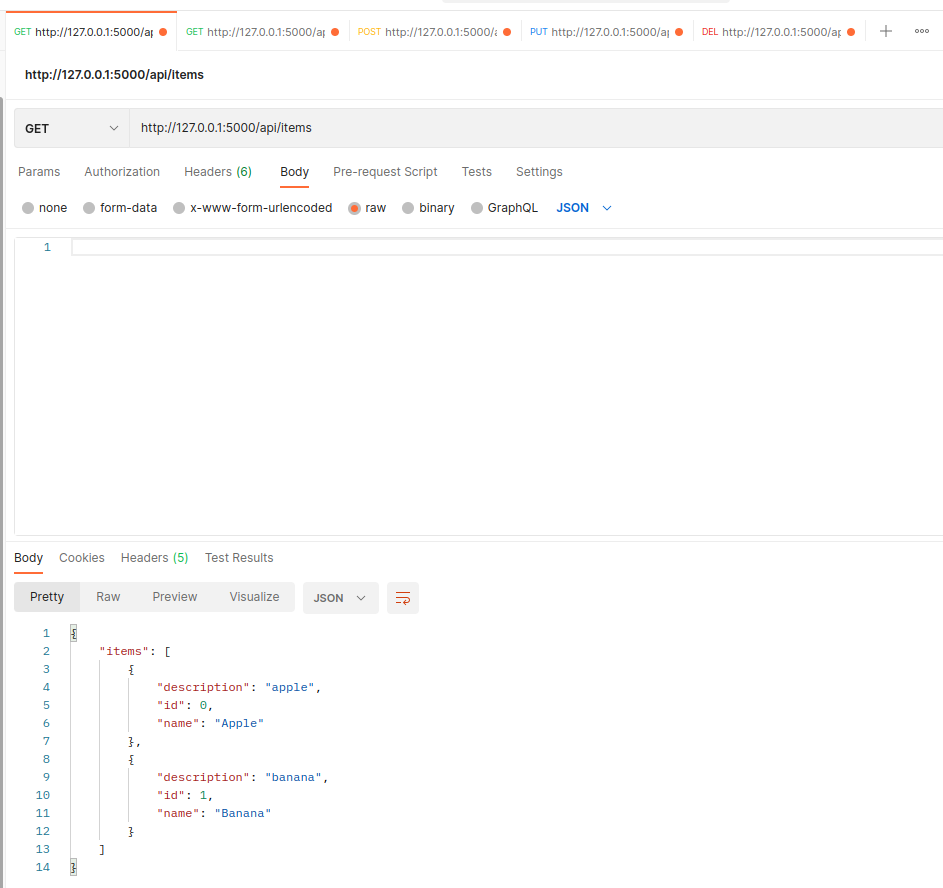 GET http://127.0.0.1:5000/ap GET http://127.0.0.1:5000/ap POST http://127.0.0.1:5000/a PUT http://127.0.0.1:5000/ap DEL http://127.0.0.1:5000/ap
http://127.0.0.1:5000/api/items
GET http://127.0.0.1:5000/api/items
Params Authorization Headers (6) Body Pre-request Script Tests Settings
none form-data x-www-form-urlencoded raw binary GraphQL JSON
1
Body Cookies Headers (5) Test Results
Pretty Raw Preview Visualize JSON
1 {
2 "items": [
3 {
4 "description": "apple",
5 "id": 0,
6 "name": "Apple"
7 },
8 {
9 "description": "banana",
10 "id": 1,
11 "name": "Banana"
12 }
13 ]
14 }